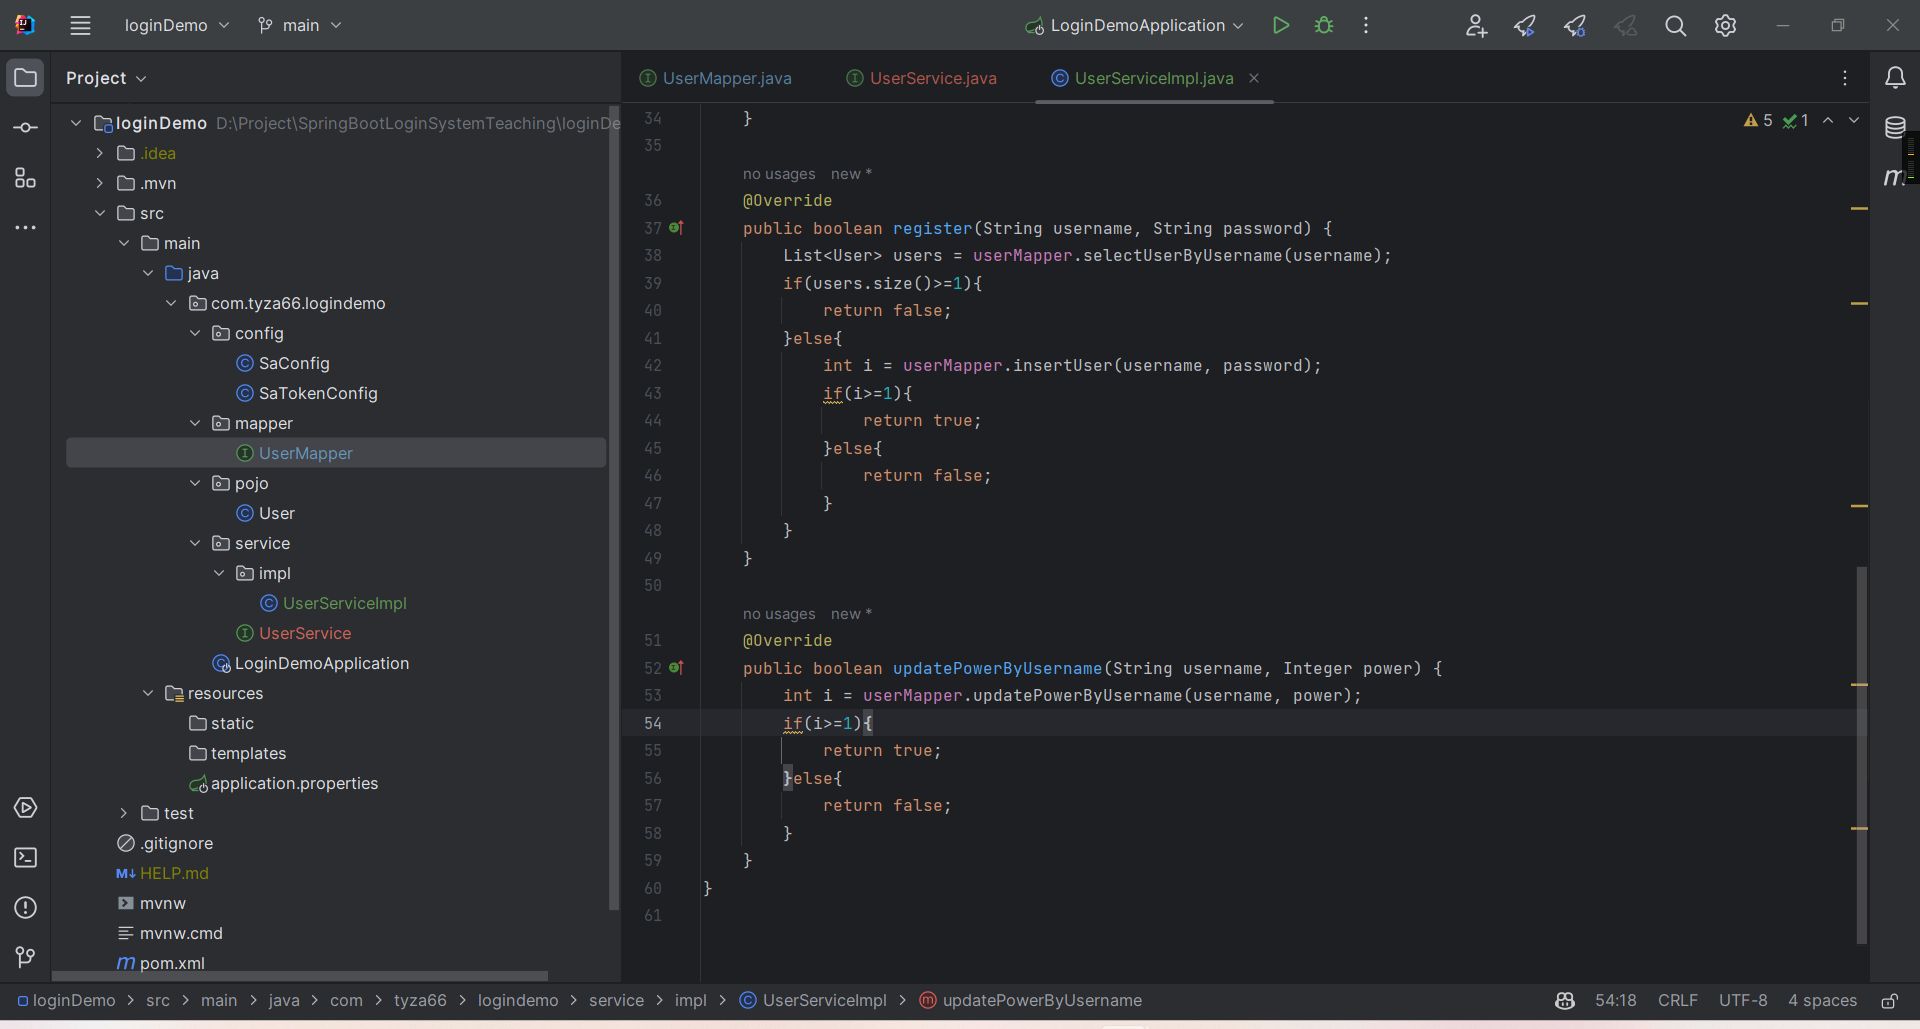 loginDemo main LoginDemoApplication
Project
UserMapper.java UserService.java UserServiceImpl.java
loginDemo D:\Project\SpringBootLoginSystemTeaching\loginDe
.idea
.mvn
src
main
java
com.tyza66.logindemo
config
SaConfig
SaTokenConfig
mapper
UserMapper
pojo
User
service
impl
UserServiceImpl
UserService
LoginDemoApplication
resources
static
templates
application.properties
test
.gitignore
HELP.md
mvnw
mvnw.cmd
pom.xml
5 1
34 }
35
no usages new *
36 @Override
37 public boolean register(String username, String password) {
38 List<User> users = userMapper.selectUserByUsername(username);
39 if(users.size()>=1){
40 return false;
41 }else{
42 int i = userMapper.insertUser(username, password);
43 if(i>=1){
44 return true;
45 }else{
46 return false;
47 }
48 }
49 }
50
no usages new *
51 @Override
52 public boolean updatePowerByUsername(String username, Integer power) {
53 int i = userMapper.updatePowerByUsername(username, power);
54 if(i>=1){
55 return true;
56 }else{
57 return false;
58 }
59 }
60 }
61
loginDemo > src > main > java > com > tyza66 > logindemo > service > impl > UserServiceImpl > updatePowerByUsername
54:18 CRLF UTF-8 4 spaces